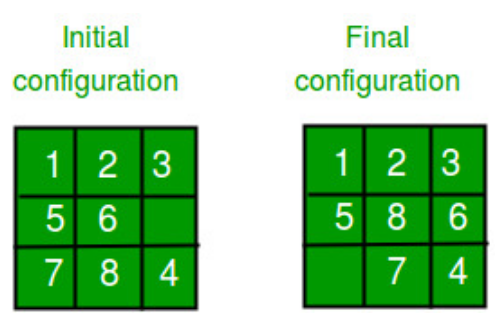 Initial configuration
Final configuration
1 2 3
5 6
7 8 4
1 2 3
5 8 6
7 4